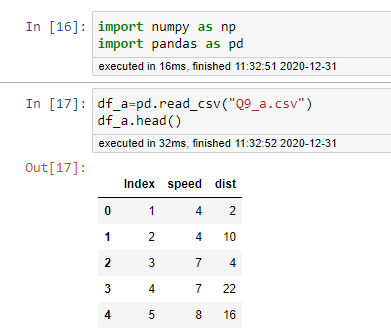 In [16]: import numpy as np
import pandas as pd
executed in 16ms, finished 11:32:51 2020-12-31
In [17]: df_a=pd.read_csv("Q9_a.csv")
df_a.head()
executed in 32ms, finished 11:32:52 2020-12-31
Out[17]:
Index speed dist
0 1 4 2
1 2 4 10
2 3 7 4
3 4 7 22
4 5 8 16